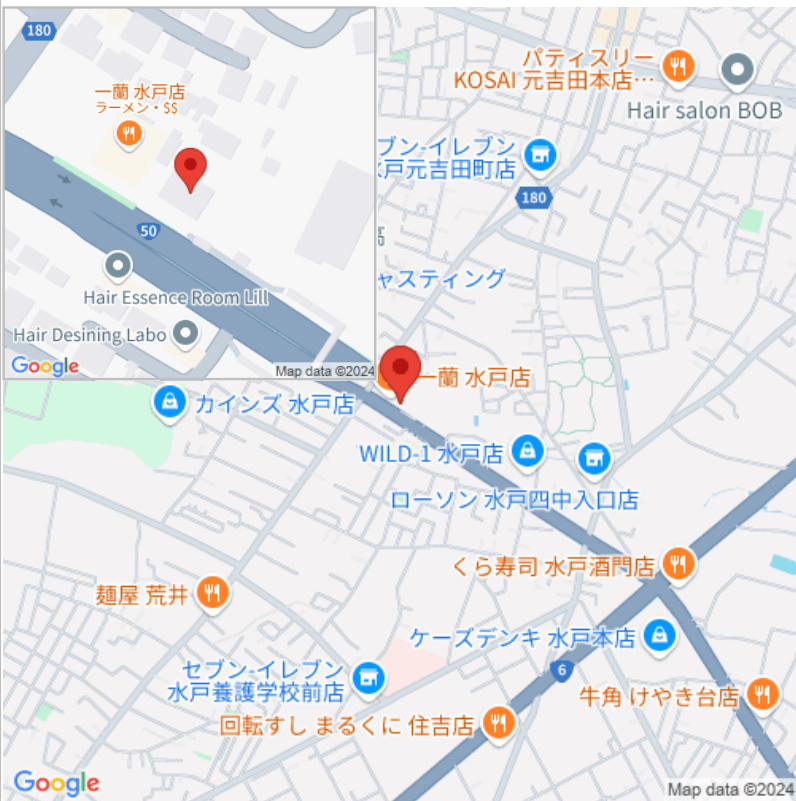 180
一蘭 水戸店
ラーメン・$$
50
Hair Essence Room Lill
Hair Desining Labo
Google
Map data ©2024
パティスリー
KOSAI 元吉田本店…
Hair salon BOB
ブン-イレブン
水戸元吉田町店
180
ャスティング
一蘭 水戸店
カインズ 水戸店
WILD-1 水戸店
ローソン 水戸四中入口店
くら寿司 水戸酒門店
麺屋 荒井
ケーズデンキ 水戸本店
セブン-イレブン
水戸養護学校前店
6
牛角 けやき台店
回転すし まるくに 住吉店
Google
Map data ©2024